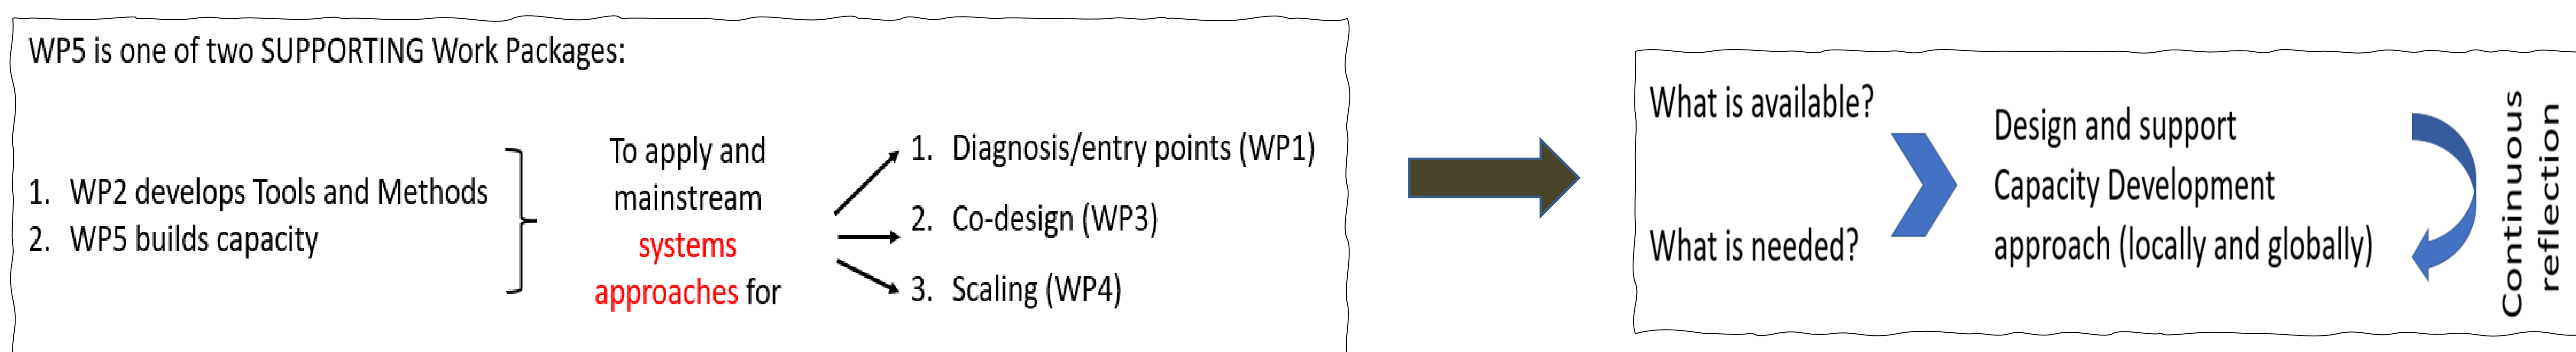 WP5 is one of two SUPPORTING Work Packages:
1. WP2 develops Tools and Methods
2. WP5 builds capacity
To apply and
mainstream
systems
approaches for
1. Diagnosis/entry points (WP1)
2. Co-design (WP3)
3. Scaling (WP4)
What is available?
What is needed?
Design and support
Capacity Development
approach (locally and globally)
Continuous
reflection